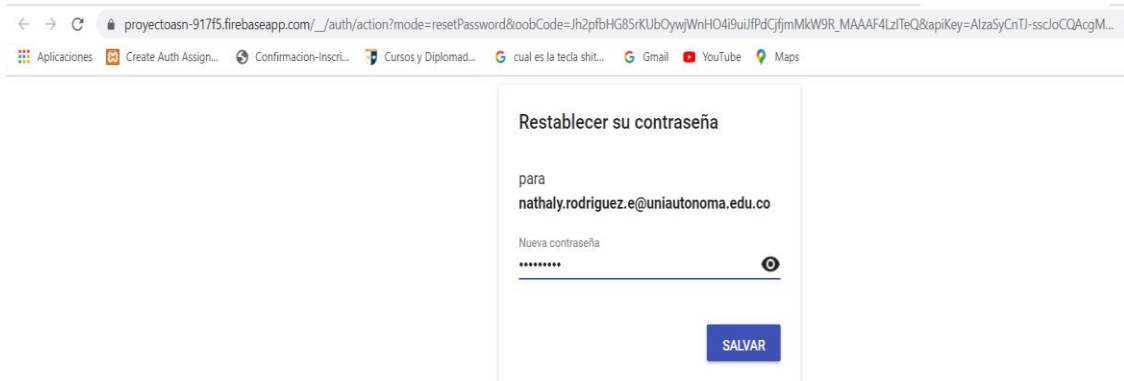 proyectoasn-917f5.firebaseapp.com/__/auth/action?mode=resetPassword&oobCode=Jh2pfbHG85rKUbOywjWnHO4i9uiJfPdCjfjmMkW9R_MAAAF4LzITeQ&apiKey=AIzaSyCnTJ-sscJoCQAcgM...
Aplicaciones Create Auth Assign... Confirmacion-Inscri... Cursos y Diplomad... cual es la tecla shit... Gmail YouTube Maps
Restablecer su contraseña
para
nathaly.rodriguez.e@uniautonoma.edu.co
Nueva contraseña
•••••••••
SALVAR